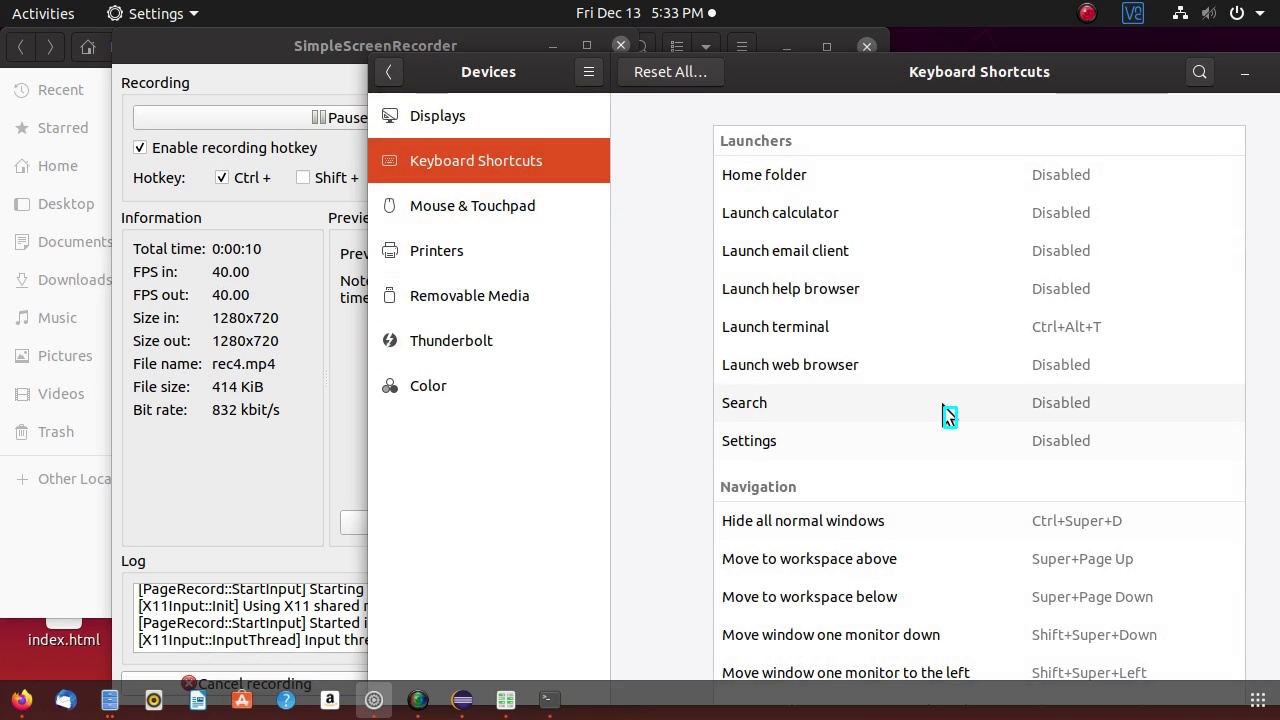 Activities
Settings
Fri Dec 13 5:33 PM
SimpleScreenRecorder
Devices
Reset All...
Keyboard Shortcuts
Recent
Starred
Home
Desktop
Documents
Downloads
Music
Pictures
Videos
Trash
Other Loca
index.html
Recording
Pause
Enable recording hotkey
Hotkey: Ctrl + Shift +
Information
Total time: 0:00:10
FPS in: 40.00
FPS out: 40.00
Size in: 1280x720
Size out: 1280x720
File name: rec4.mp4
File size: 414 KiB
Bit rate: 832 kbit/s
Previe
Prev
Note
time
Log
[PageRecord::StartInput] Starting
[X11Input::Init] Using X11 shared
[PageRecord::StartInput] Started i
[X11Input::InputThread] Input thre
Cancel recording
Displays
Keyboard Shortcuts
Mouse & Touchpad
Printers
Removable Media
Thunderbolt
Color
Launchers
Home folder Disabled
Launch calculator Disabled
Launch email client Disabled
Launch help browser Disabled
Launch terminal Ctrl+Alt+T
Launch web browser Disabled
Search Disabled
Settings Disabled
Navigation
Hide all normal windows Ctrl+Super+D
Move to workspace above Super+Page Up
Move to workspace below Super+Page Down
Move window one monitor down Shift+Super+Down
Move window one monitor to the left Shift+Super+Left